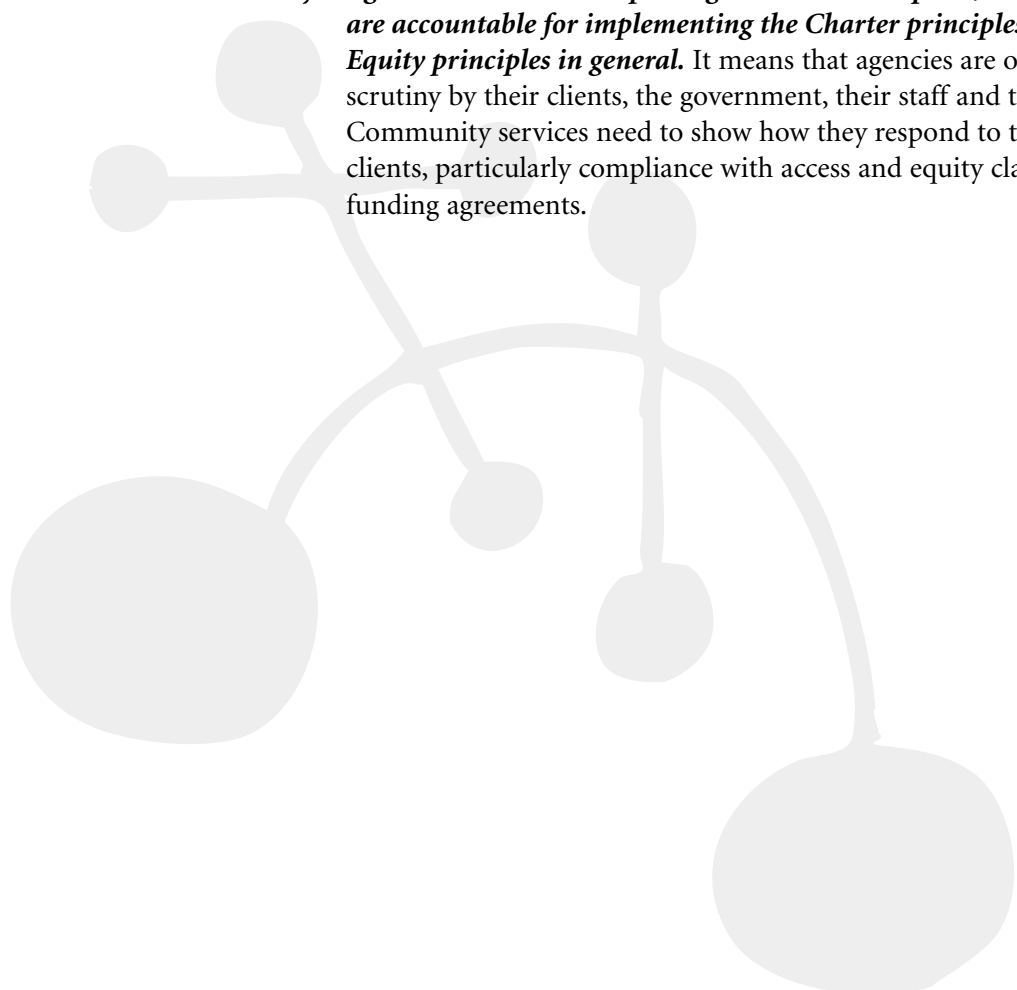 are accountable for implementing the Charter principles
Equity principles in general. It means that agencies are
scrutiny by their clients, the government, their staff and
Community services need to show how they respond to
clients, particularly compliance with access and equity
funding agreements.